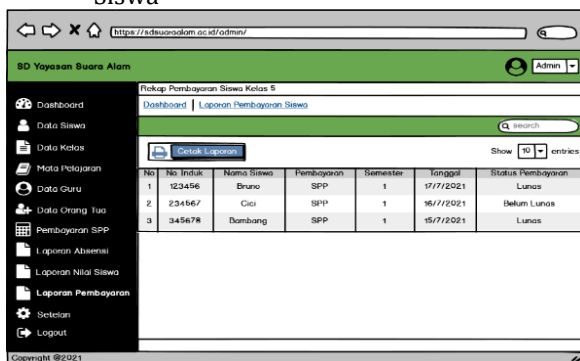 Siswa
https://sdsuaraalam.ac.id/admin/
SD Yayasan Suara Alam
Admin
Rekap Pembayaran Siswa Kelas 5
Dashboard | Laporan Pembayaran Siswa
search
Cetak Laporan
Show 10 entries
Dashboard
Data Siswa
Data Kelas
Mata Pelajaran
Data Guru
Data Orang Tua
Pembayaran SPP
Laporan Absensi
Laporan Nilai Siswa
Laporan Pembayaran
Setelan
Logout
No No Induk Nama Siswa Pembayaran Semester Tanggal Status Pembayaran
1 123456 Bruno SPP 1 17/7/2021 Lunas
2 234567 Cici SPP 1 16/7/2021 Belum Lunas
3 345678 Bambang SPP 1 15/7/2021 Lunas
Copyright @2021